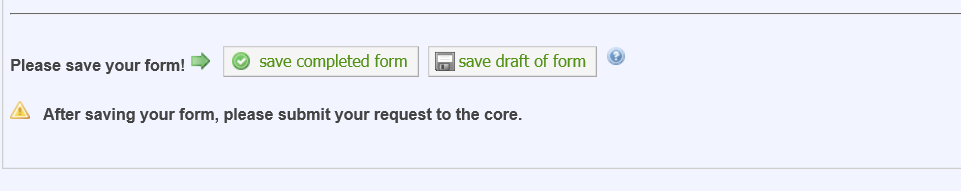 Please save your form! save completed form save draft of form
After saving your form, please submit your request to the core.